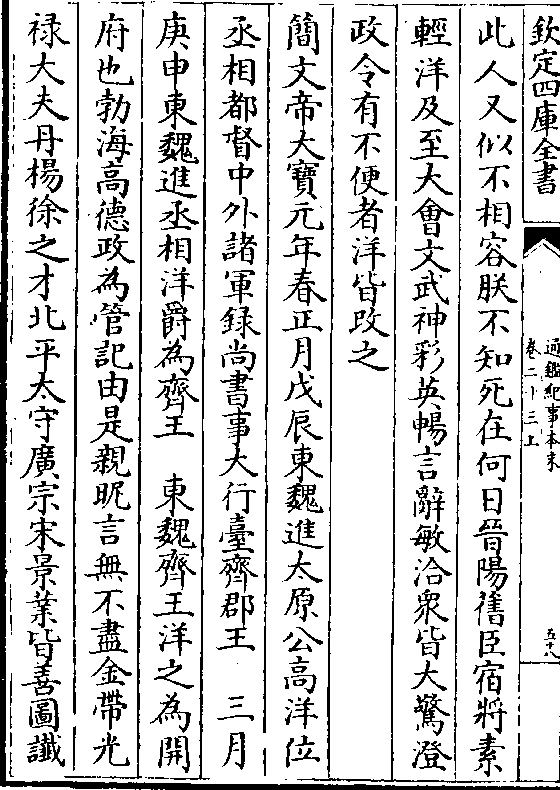 欽定四庫全書
通鑑紀事本末
卷二十三上
五十八
此人又似不相容朕不知死在何日晉陽舊臣宿將素
輕洋及至大會文武神彩英暢言辭敏洽衆皆大驚澄
政令有不便者洋皆改之
簡文帝大寶元年春正月戊辰東魏進太原公高洋位
丞相都督中外諸軍録尚書事大行臺齊郡王　三月
庚申東魏進丞相洋爵為齊王　東魏齊王洋之為開
府也勃海高德政為管記由是親昵言無不盡金帶光
禄大夫丹楊徐之才北平太守廣宗宋景業皆善圖讖